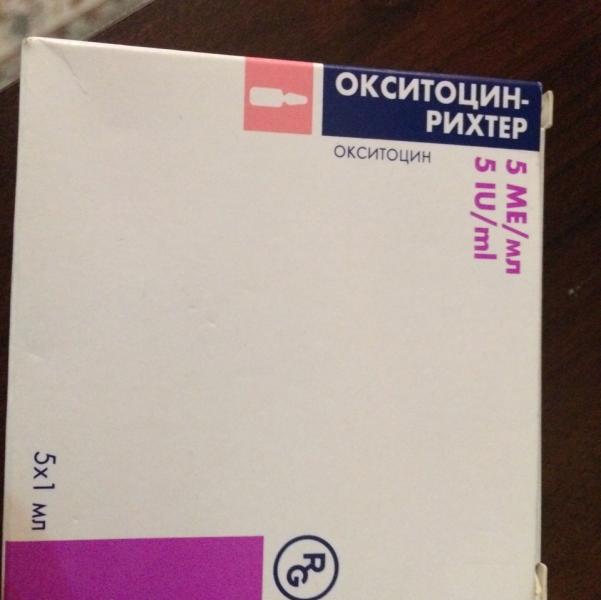 ОКСИТОЦИН-
РИХТЕР
ОКСИТОЦИН
5 МЕ/мл
5 IU/ml
5x1 мл
RG